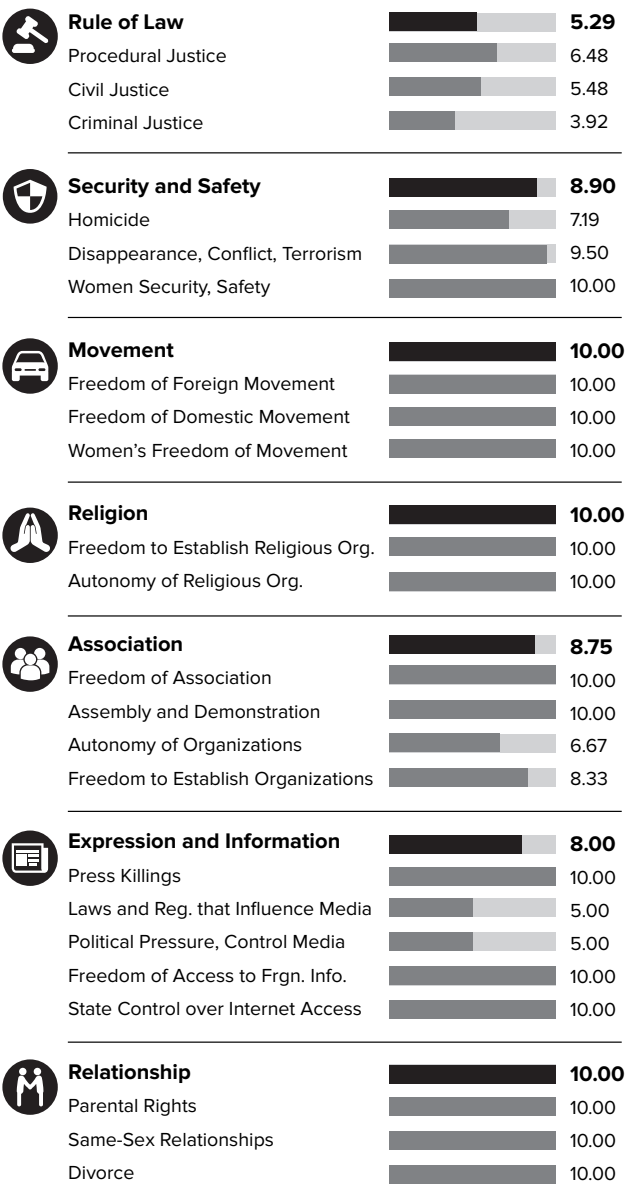 Rule of Law 5.29
Procedural Justice 6.48
Civil Justice 5.48
Criminal Justice 3.92
Security and Safety 8.90
Homicide 7.19
Disappearance, Conflict, Terrorism 9.50
Women Security, Safety 10.00
Movement 10.00
Freedom of Foreign Movement 10.00
Freedom of Domestic Movement 10.00
Women's Freedom of Movement 10.00
Religion 10.00
Freedom to Establish Religious Org. 10.00
Autonomy of Religious Org. 10.00
Association 8.75
Freedom of Association 10.00
Assembly and Demonstration 10.00
Autonomy of Organizations 6.67
Freedom to Establish Organizations 8.33
Expression and Information 8.00
Press Killings 10.00
Laws and Reg. that Influence Media 5.00
Political Pressure, Control Media 5.00
Freedom of Access to Frgn. Info. 10.00
State Control over Internet Access 10.00
Relationship 10.00
Parental Rights 10.00
Same-Sex Relationships 10.00
Divorce 10.00